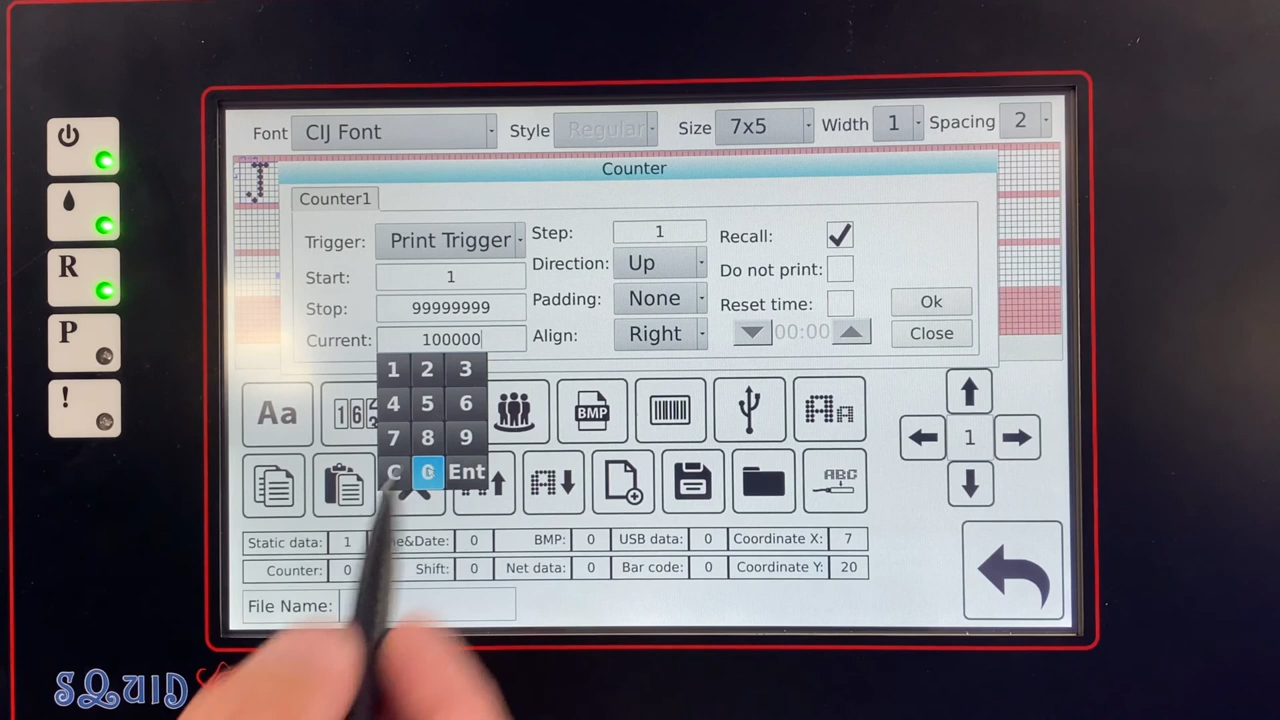 Font CIJ Font Style Regular Size 7x5 Width 1 Spacing 2
J
Counter
Counter1
Trigger: Print Trigger Step: 1 Recall:
Start: 1 Direction: Up Do not print:
Stop: 99999999 Padding: None Reset time: Ok
Current: 100000 Align: Right 00:00 Close
1 2 3
4 5 6
7 8 9
C Ent
Aa 16 BMP AA
A A ABC
1
R
P
!
Static data: 1 &Date: 0 BMP: 0 USB data: 0 Coordinate X: 7
Counter: 0 Shift: 0 Net data: 0 Bar code: 0 Coordinate Y: 20
File Name:
SQUID